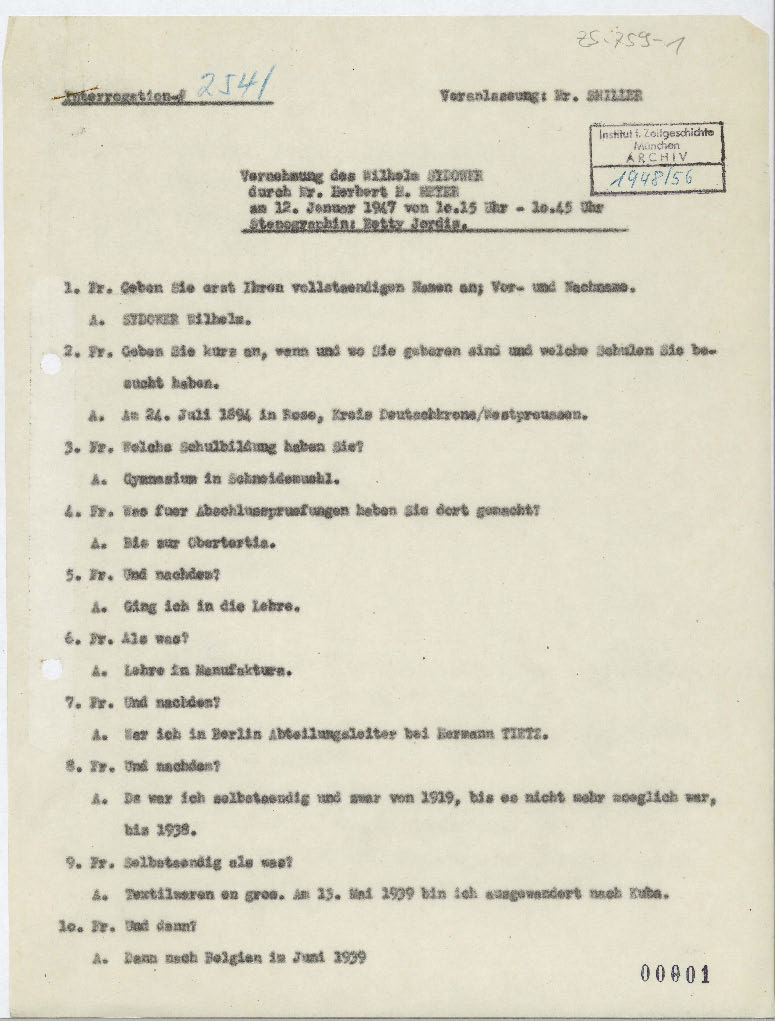 ZS-759-1
Interrogation-# 2541
Veranlassung: Mr. SMILLER
Institut f. Zeitgeschichte
München
ARCHIV
1948/56
Vernehmung des Wilhelm SYDOWER
durch Mr. Herbert H. MEYER
am 12. Januar 1947 von 10.15 Uhr - 10.45 Uhr
Stenographin: Betty Jordis.
1. Fr. Geben Sie erst Ihren vollstaendigen Namen an; Vor- und Nachname.
A. SYDOWER Wilhelm.
2. Fr. Geben Sie kurz an, wann und wo Sie geboren sind und welche Schulen Sie be-
sucht haben.
A. Am 24. Juli 1894 in Rose, Kreis Deutschkrone/Westpreussen.
3. Fr. Welche Schulbildung haben Sie?
A. Gymnasium in Schneidemuehl.
4. Fr. Was fuer Abschlusspruefungen haben Sie dort gemacht?
A. Bis zur Obertertia.
5. Fr. Und nachdem?
A. Ging ich in die Lehre.
6. Fr. Als was?
A. Lehre in Manufaktura.
7. Fr. Und nachdem?
A. War ich in Berlin Abteilungsleiter bei Hermann TIETZ.
8. Fr. Und nachdem?
A. Da war ich selbstaendig und zwar von 1919, bis es nicht mehr moeglich war,
bis 1938.
9. Fr. Selbstaendig als was?
A. Textilwaren en gros. Am 13. Mai 1939 bin ich ausgewandert nach Kuba.
10. Fr. Und dann?
A. Dann nach Belgien im Juni 1939
00001